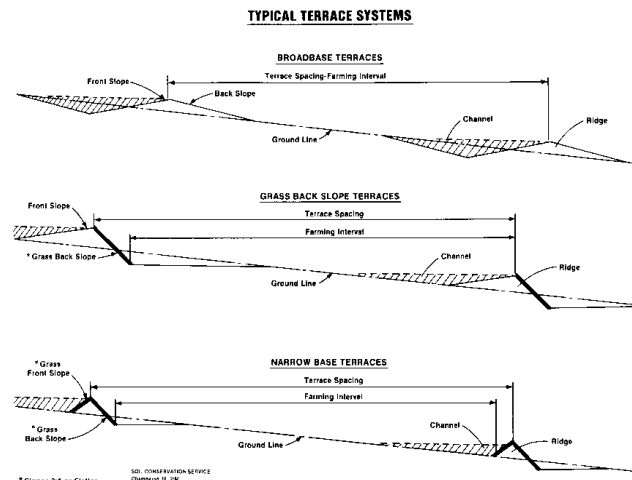 TYPICAL TERRACE SYSTEMS
BROADBASE TERRACES
Terrace Spacing-Farming Interval
Front Slope
Back Slope
Channel
Ridge
Ground Line
GRASS BACK SLOPE TERRACES
Front Slope
Terrace Spacing
Farming Interval
Channel
* Grass Back Slope
Ridge
Ground Line
NARROW BASE TERRACES
* Grass
Front Slope
Terrace Spacing
Farming Interval
Channel
* Grass
Back Slope
Ridge
Ground Line
SOIL CONSERVATION SERVICE